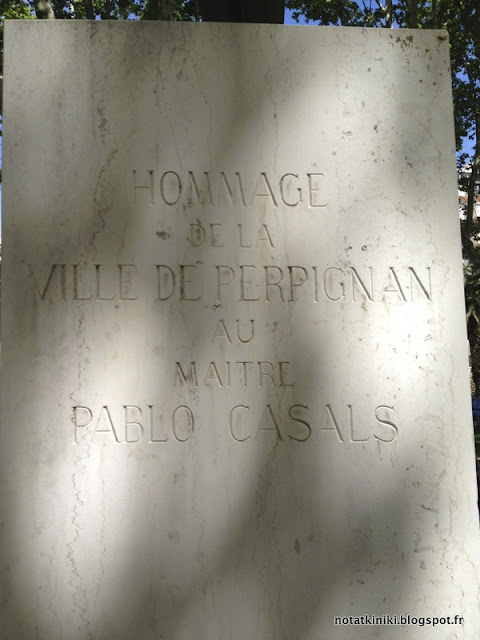 HOMMAGE
DE LA
VILLE DE PERPIGNAN
AU
MAITRE
PABLO CASALS
notatkiniki.blogspot.fr